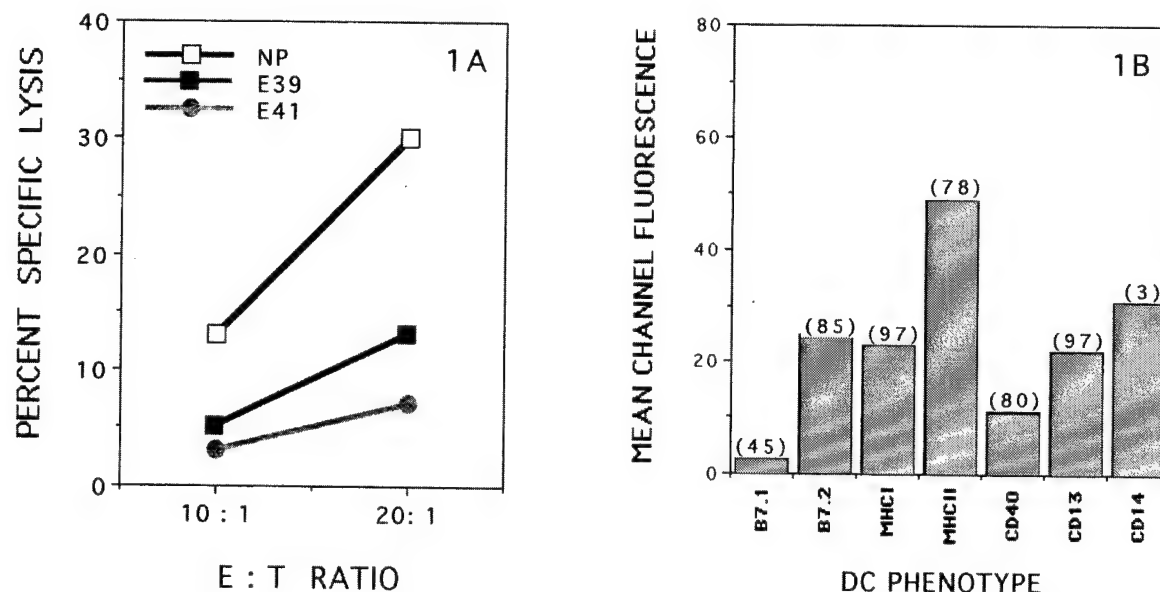 PERCENT SPECIFIC LYSIS
40
30
20
10
0
NP
E39
E41
1A
10 : 1
20: 1
E : T RATIO
MEAN CHANNEL FLUORESCENCE
80
60
40
20
0
1B
(45)
(85)
(97)
(78)
(80)
(97)
(3)
B7.1
B7.2
MHCI
MHCII
CD40
CD13
CD14
DC PHENOTYPE